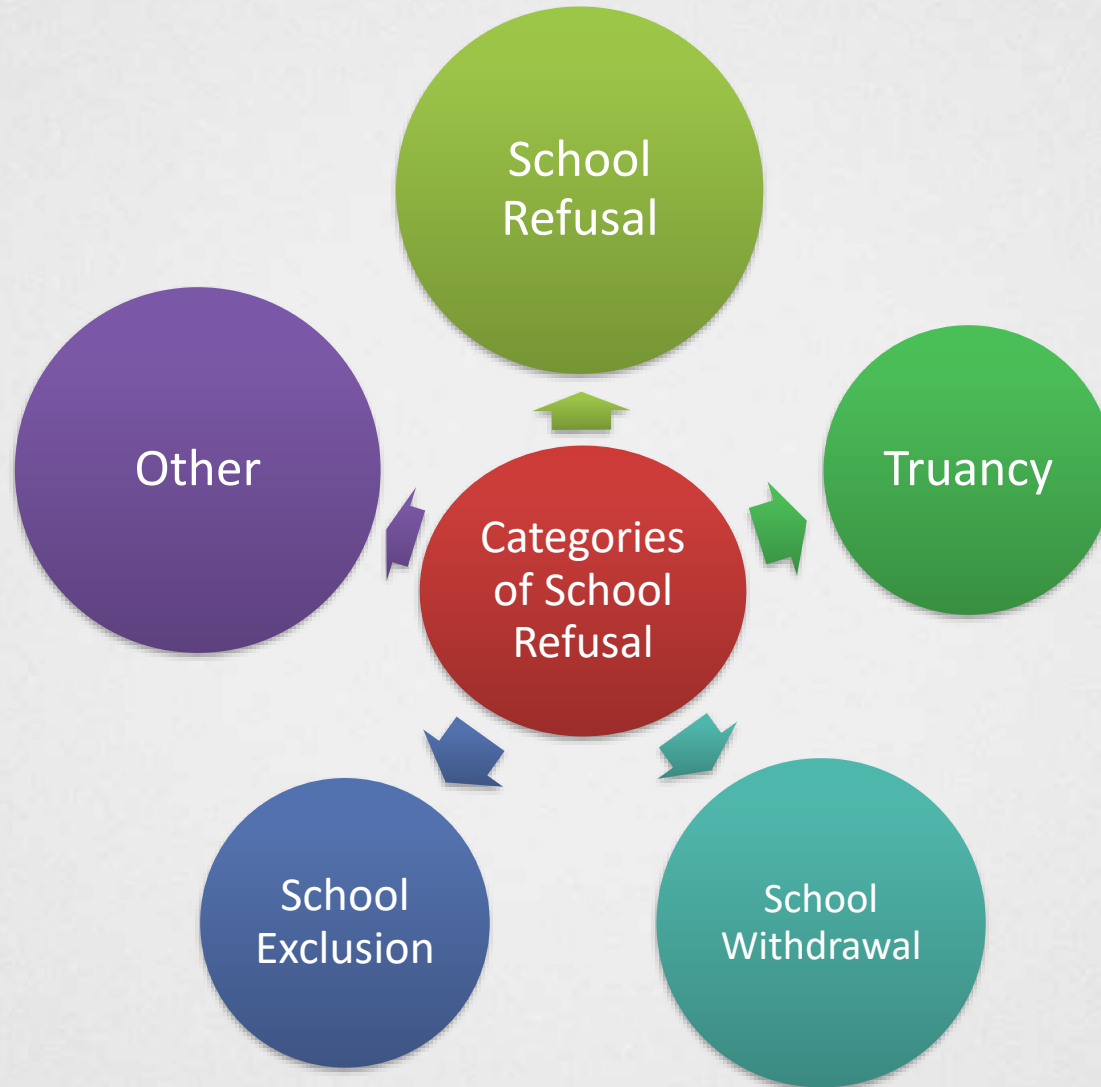 School
Refusal
Other
Truancy
Categories
of School
Refusal
School
Exclusion
School
Withdrawal